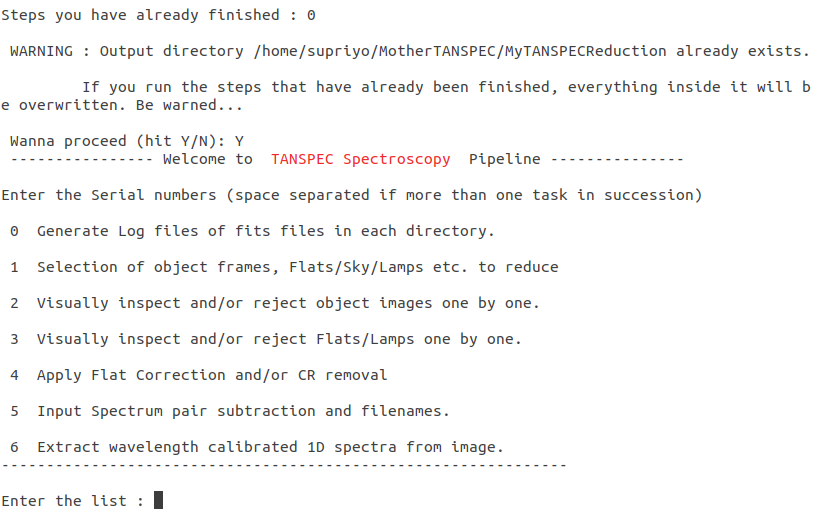 Steps you have already finished : 0
WARNING : Output directory /home/supriyo/MotherTANSPEC/MyTANSPECReduction already exists.
If you run the steps that have already been finished, everything inside it will b
e overwritten. Be warned...
Wanna proceed (hit Y/N): Y
---------------- Welcome to  TANSPEC Spectroscopy  Pipeline ---------------
Enter the Serial numbers (space separated if more than one task in succession)
0  Generate Log files of fits files in each directory.
1  Selection of object frames, Flats/Sky/Lamps etc. to reduce
2  Visually inspect and/or reject object images one by one.
3  Visually inspect and/or reject Flats/Lamps one by one.
4  Apply Flat Correction and/or CR removal
5  Input Spectrum pair subtraction and filenames.
6  Extract wavelength calibrated 1D spectra from image.
---------------------------------------------------------------
Enter the list :